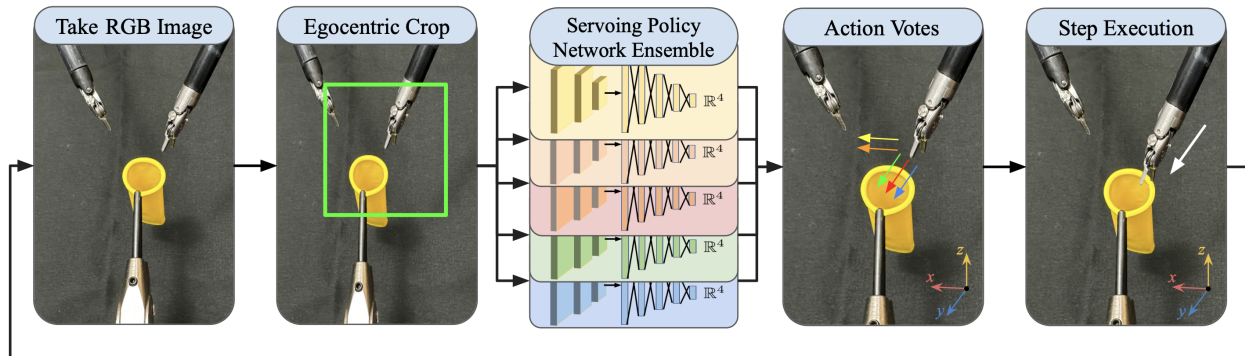 Take RGB Image
Egocentric Crop
Servoing Policy
Network Ensemble
Action Votes
Step Execution
ℝ⁴
ℝ⁴
ℝ⁴
ℝ⁴
ℝ⁴
z
x
y
z
x
y